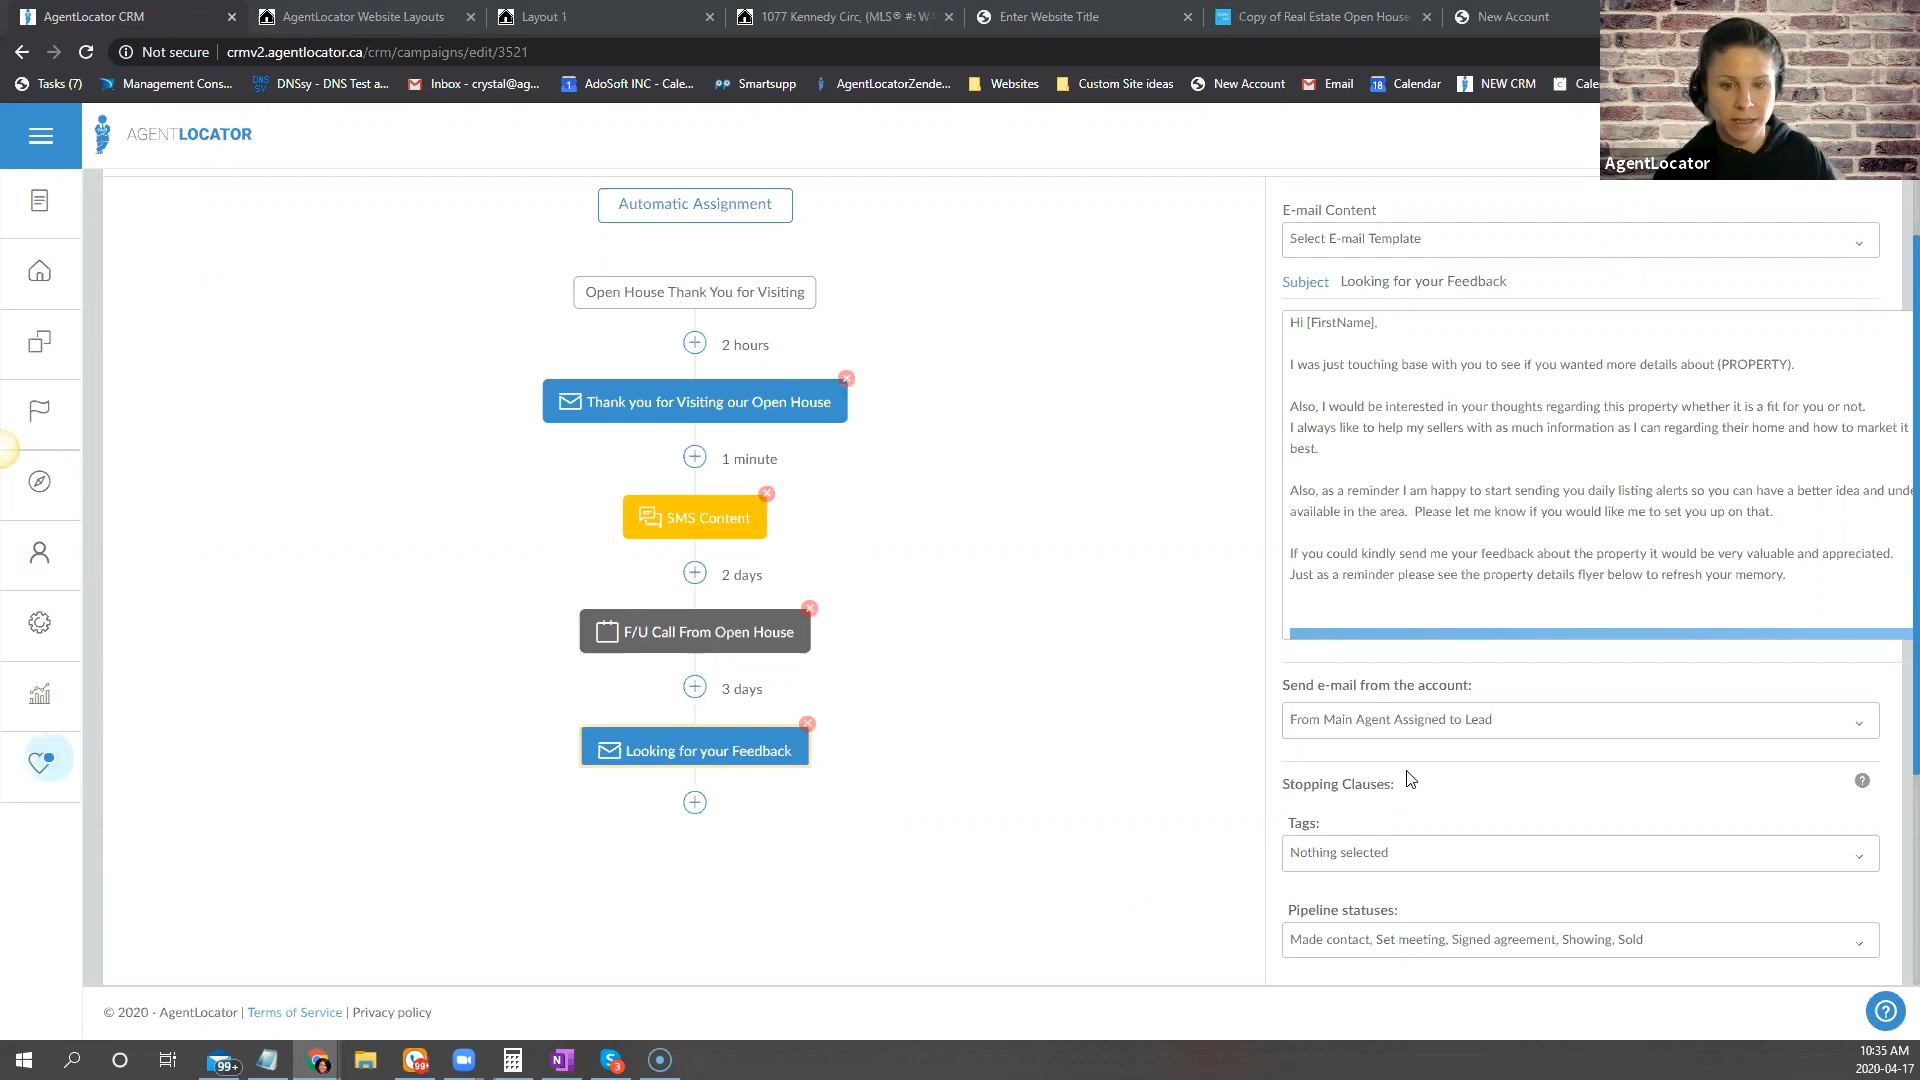 AgentLocator CRM
AgentLocator Website Layouts
Layout 1
1077 Kennedy Circ, (MLS® #: W
Enter Website Title
Copy of Real Estate Open House
New Account
Not secure
crmv2.agentlocator.ca/crm/campaigns/edit/3521
Tasks (7)
Management Cons...
DNSsy - DNS Test a...
Inbox - crystal@ag...
AdoSoft INC - Cale...
Smartsupp
AgentLocatorZende...
Websites
Custom Site ideas
New Account
Email
Calendar
NEW CRM
Cale
AgentLocator
AGENTLOCATOR
Automatic Assignment
Open House Thank You for Visiting
2 hours
Thank you for Visiting our Open House
1 minute
SMS Content
2 days
F/U Call From Open House
3 days
Looking for your Feedback
E-mail Content
Select E-mail Template
Subject Looking for your Feedback
Hi [FirstName],
I was just touching base with you to see if you wanted more details about (PROPERTY).
Also, I would be interested in your thoughts regarding this property whether it is a fit for you or not.
I always like to help my sellers with as much information as I can regarding their home and how to market it
best.
Also, as a reminder I am happy to start sending you daily listing alerts so you can have a better idea and unde
available in the area. Please let me know if you would like me to set you up on that.
If you could kindly send me your feedback about the property it would be very valuable and appreciated.
Just as a reminder please see the property details flyer below to refresh your memory.
Send e-mail from the account:
From Main Agent Assigned to Lead
Stopping Clauses:
Tags:
Nothing selected
Pipeline statuses:
Made contact, Set meeting, Signed agreement, Showing, Sold
© 2020 - AgentLocator | Terms of Service | Privacy policy
99+
99+
3
10:35 AM
2020-04-17